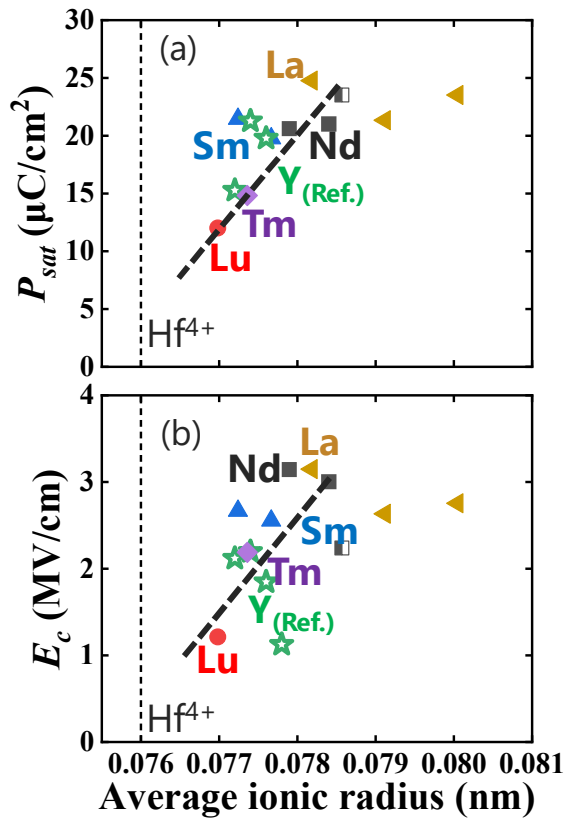 30
25
20
15
10
5
0
P_sat (μC/cm²)
(a)
La
Sm
Nd
Y(Ref.)
Tm
Lu
Hf⁴⁺
4
3
2
1
0
E_c (MV/cm)
(b)
La
Nd
Sm
Tm
Y(Ref.)
Lu
Hf⁴⁺
0.076 0.077 0.078 0.079 0.080 0.081
Average ionic radius (nm)